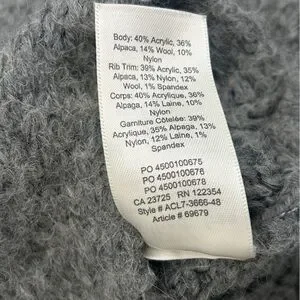 Body: 40% Acrylic, 36%
Alpaca, 14% Wool, 10%
Nylon
Rib Trim: 39% Acrylic, 35%
Alpaca, 13% Nylon, 12%
Wool, 1% Spandex
Corps: 40% Acrylique, 36%
Alpaga, 14% Laine, 10%
Nylon
Garniture Côtelée: 39%
Acrylique, 35% Alpaga, 13%
Nylon, 12% Laine, 1%
Spandex
PO 4500100675
PO 4500100676
PO 4500100678
CA 23725 RN 122354
Style # ACL7-3666-48
Article # 69679